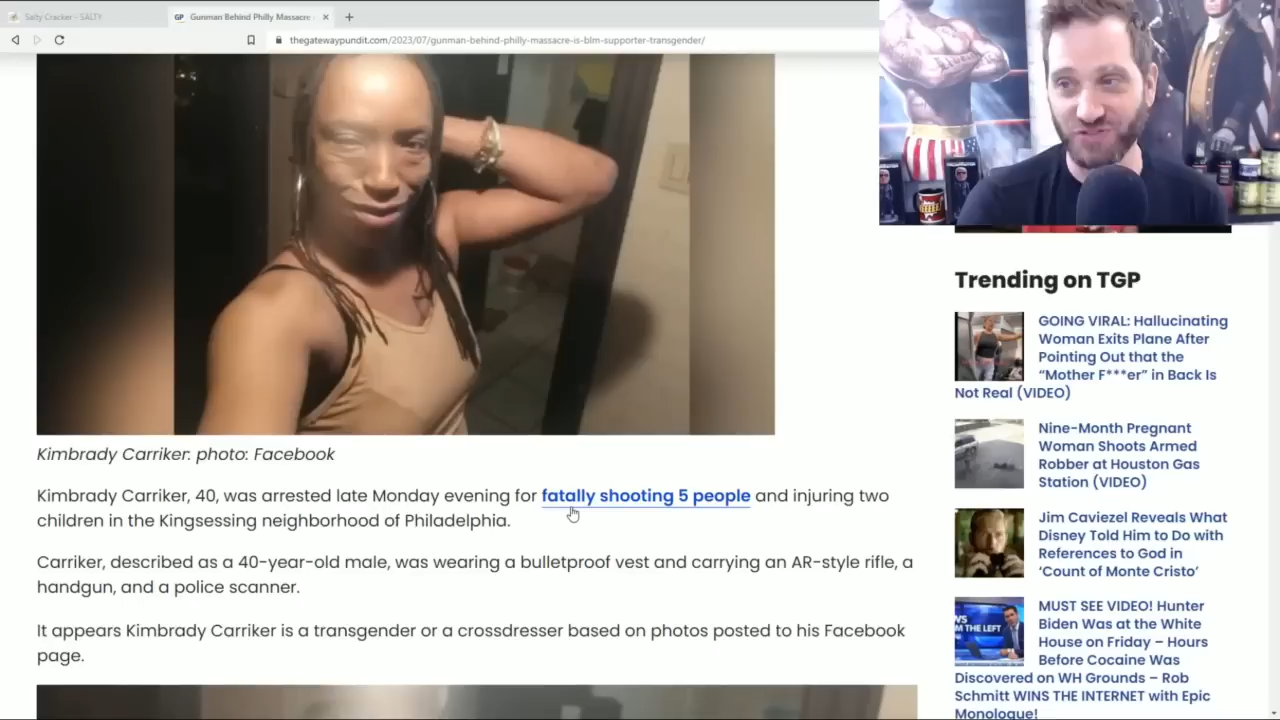 Salty Cracker - SALTY
GP Gunman Behind Philly Massacre
thegatewaypundit.com/2023/07/gunman-behind-philly-massacre-is-blm-supporter-transgender/
Kimbrady Carriker: photo: Facebook
Kimbrady Carriker, 40, was arrested late Monday evening for fatally shooting 5 people and injuring two
children in the Kingsessing neighborhood of Philadelphia.
Carriker, described as a 40-year-old male, was wearing a bulletproof vest and carrying an AR-style rifle, a
handgun, and a police scanner.
It appears Kimbrady Carriker is transgender or a crossdresser based on photos posted to his Facebook
page.
Trending on TGP
GOING VIRAL: Hallucinating
Woman Exits Plane After
Pointing Out that the
“Mother F***er” in Back Is
Not Real (VIDEO)
Nine-Month Pregnant
Woman Shoots Armed
Robber at Houston Gas
Station (VIDEO)
Jim Caviezel Reveals What
Disney Told Him to Do with
References to God in
‘Count of Monte Cristo’
MUST SEE VIDEO! Hunter
Biden Was at the White
House on Friday – Hours
Before Cocaine Was
Discovered on WH Grounds – Rob
Schmitt WINS THE INTERNET with Epic
Monologue!